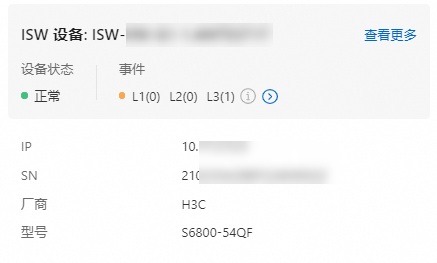 ISW 设备: ISW- 查看更多
设备状态 事件
正常 L1(0) L2(0) L3(1)
IP 10.
SN 210
厂商 H3C
型号 S6800-54QF